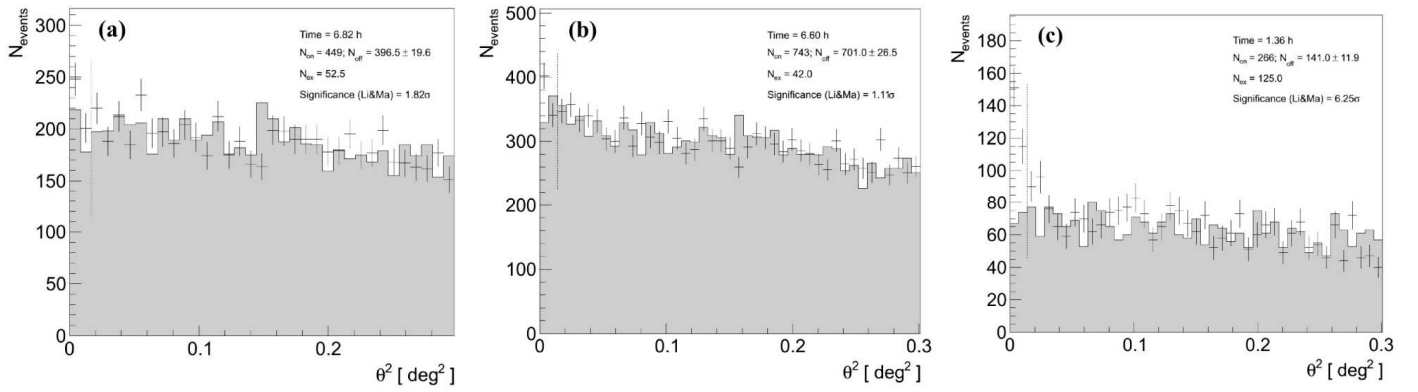 (a)
N_events
Time = 6.82 h
N_on = 449; N_off = 396.5 ± 19.6
N_ex = 52.5
Significance (Li&Ma) = 1.82σ
300
250
200
150
100
50
0
0 0.1 0.2
θ² [ deg² ]
(b)
N_events
Time = 6.60 h
N_on = 743; N_off = 701.0 ± 26.5
N_ex = 42.0
Significance (Li&Ma) = 1.11σ
500
400
300
200
100
0
0 0.1 0.2 0.3
θ² [ deg² ]
(c)
N_events
Time = 1.36 h
N_on = 266; N_off = 141.0 ± 11.9
N_ex = 125.0
Significance (Li&Ma) = 6.25σ
180
160
140
120
100
80
60
40
20
0
0 0.1 0.2 0.3
θ² [ deg² ]